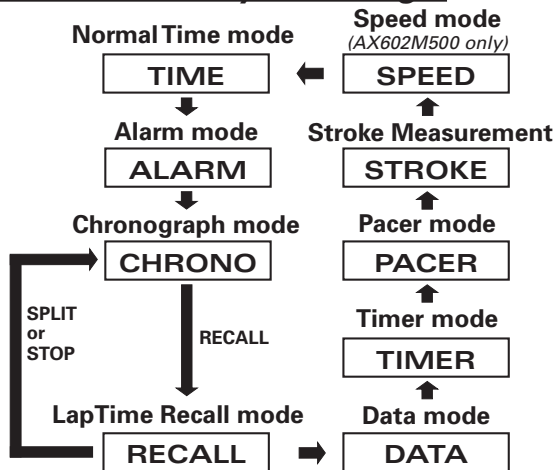 Speed mode
(AX602M500 only)
Normal Time mode
TIME
SPEED
Alarm mode
Stroke Measurement
ALARM
STROKE
Chronograph mode
Pacer mode
CHRONO
PACER
SPLIT
or
STOP
RECALL
Timer mode
TIMER
LapTime Recall mode
Data mode
RECALL
DATA